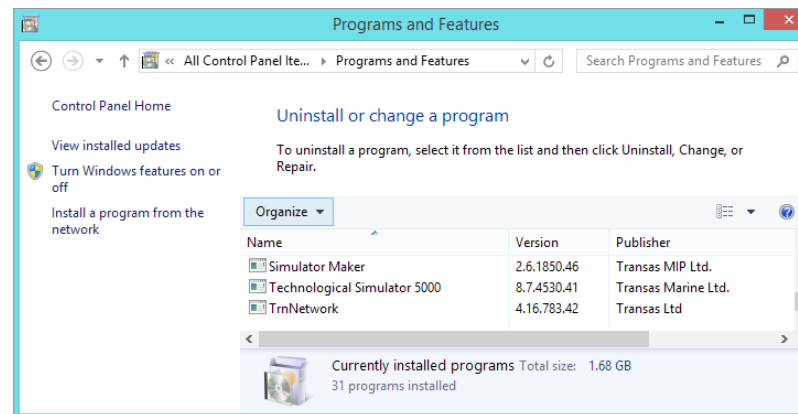 Programs and Features
« All Control Panel Ite... Programs and Features
Search Programs and Features
Control Panel Home
View installed updates
Turn Windows features on or
off
Install a program from the
network
Uninstall or change a program
To uninstall a program, select it from the list and then click Uninstall, Change, or
Repair.
Organize
Name Version Publisher
Simulator Maker 2.6.1850.46 Transas MIP Ltd.
Technological Simulator 5000 8.7.4530.41 Transas Marine Ltd.
TrnNetwork 4.16.783.42 Transas Ltd
Currently installed programs Total size: 1.68 GB
31 programs installed